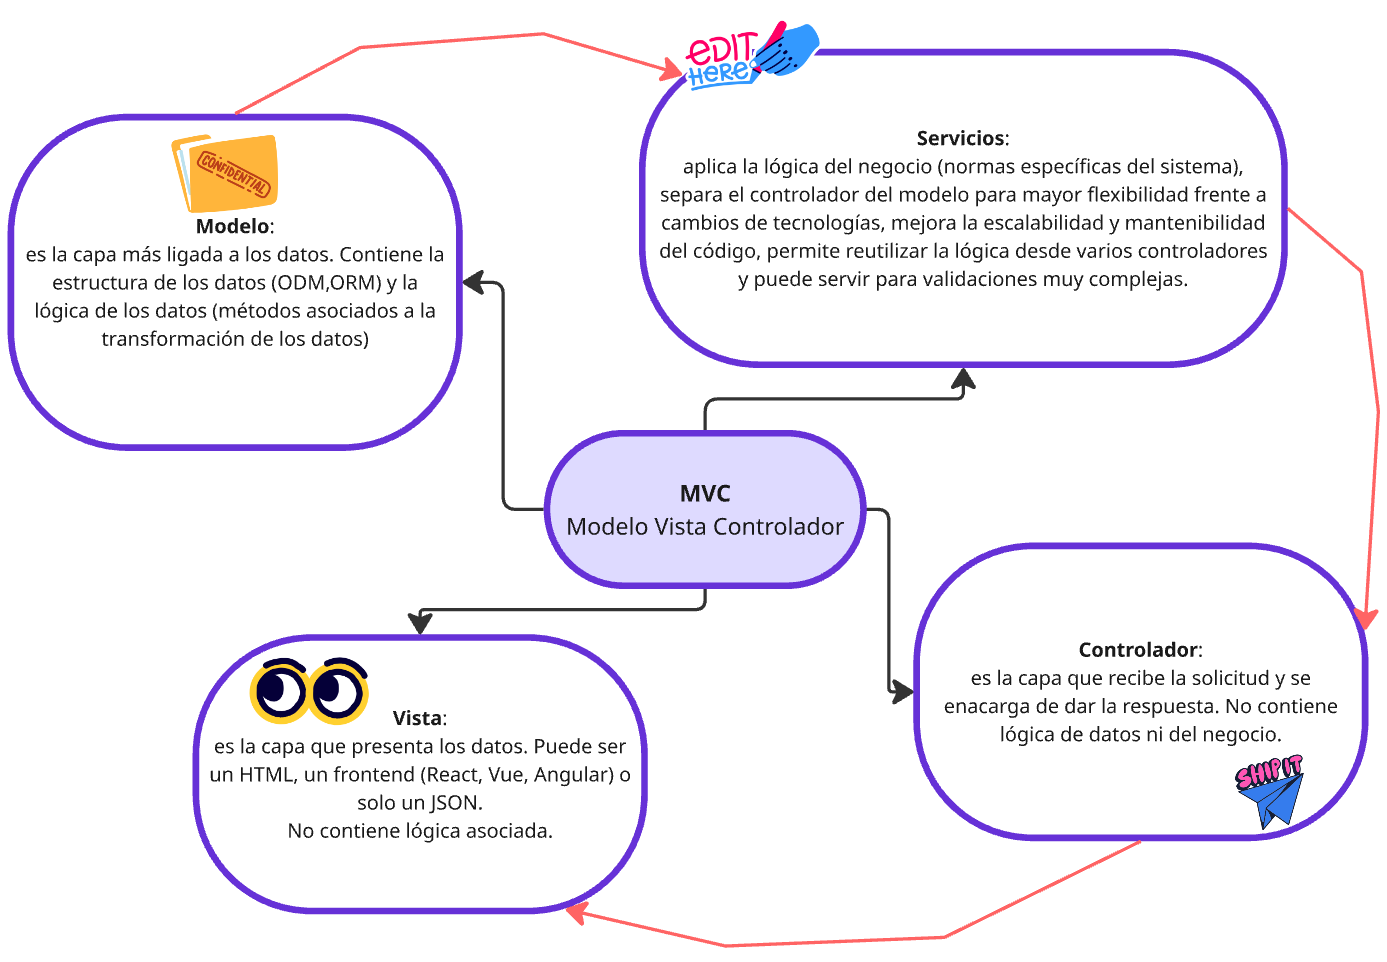 EDIT
HERE
CONFIDENTIAL
Modelo:
es la capa más ligada a los datos. Contiene la
estructura de los datos (ODM,ORM) y la
lógica de los datos (métodos asociados a la
transformación de los datos)
Servicios:
aplica la lógica del negocio (normas específicas del sistema),
separa el controlador del modelo para mayor flexibilidad frente a
cambios de tecnologías, mejora la escalabilidad y mantenibilidad
del código, permite reutilizar la lógica desde varios controladores
y puede servir para validaciones muy complejas.
MVC
Modelo Vista Controlador
Vista:
es la capa que presenta los datos. Puede ser
un HTML, un frontend (React, Vue, Angular) o
solo un JSON.
No contiene lógica asociada.
Controlador:
es la capa que recibe la solicitud y se
enacarga de dar la respuesta. No contiene
lógica de datos ni del negocio.
SHIP IT